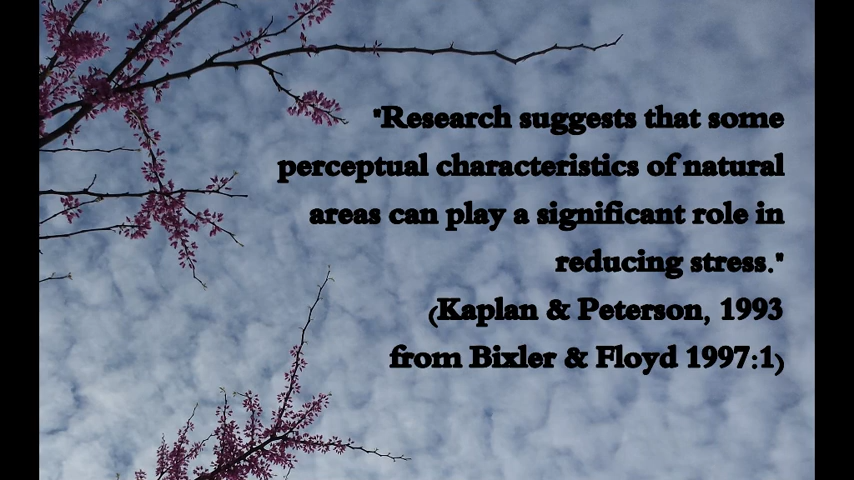 "Research suggests that some
perceptual characteristics of natural
areas can play a significant role in
reducing stress."
(Kaplan & Peterson, 1993
from Bixler & Floyd 1997:1)